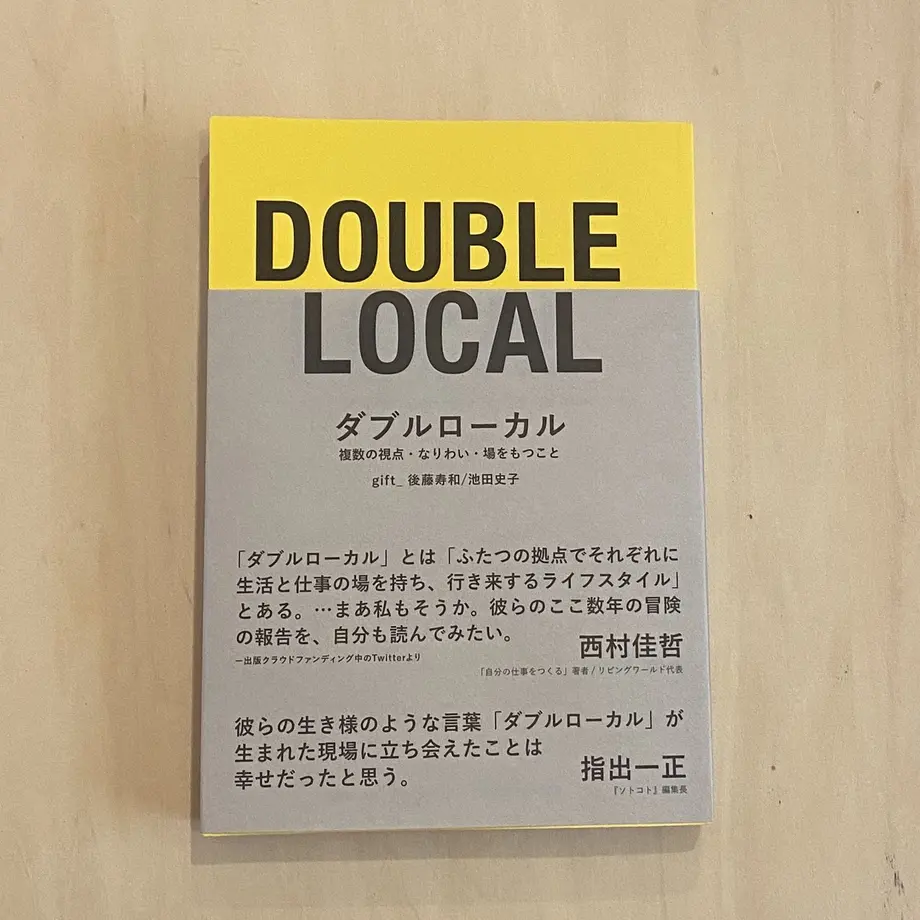 DOUBLE
LOCAL
ダブルローカル
複数の視点・なりわい・場をもつこと
gift_ 後藤寿和/池田史子
「ダブルローカル」とは「ふたつの拠点でそれぞれに
生活と仕事の場を持ち、行き来するライフスタイル」
とある。…まあ私もそうか。彼らのここ数年の冒険
の報告を、自分も読んでみたい。
西村佳哲
ー出版クラウドファンディング中のTwitterより
「自分の仕事をつくる」著者 / リビングワールド代表
彼らの生き様のような言葉「ダブルローカル」が
生まれた現場に立ち会えたことは
幸せだったと思う。
指出一正
『ソトコト』編集長